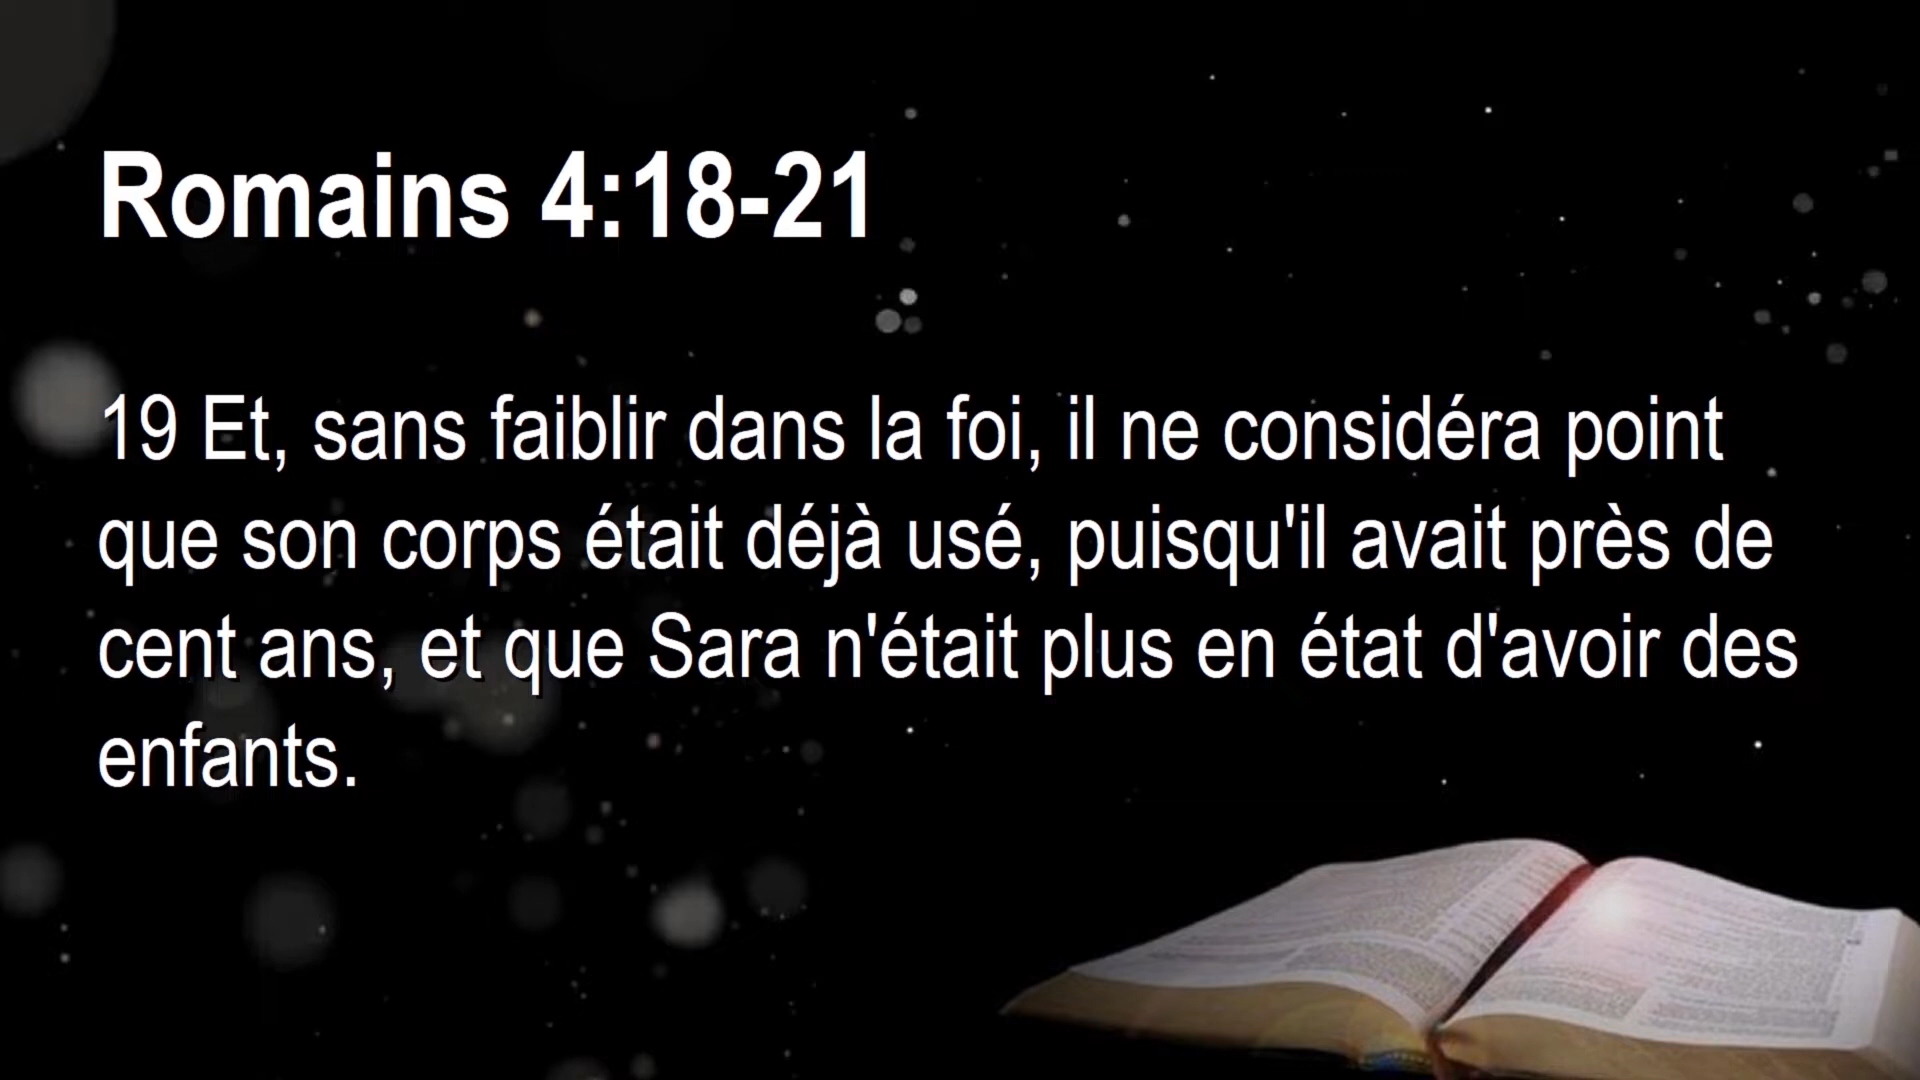 Romains 4:18-21
19 Et, sans faiblir dans la foi, il ne considéra point
que son corps était déjà usé, puisqu'il avait près de
cent ans, et que Sara n'était plus en état d'avoir des
enfants.